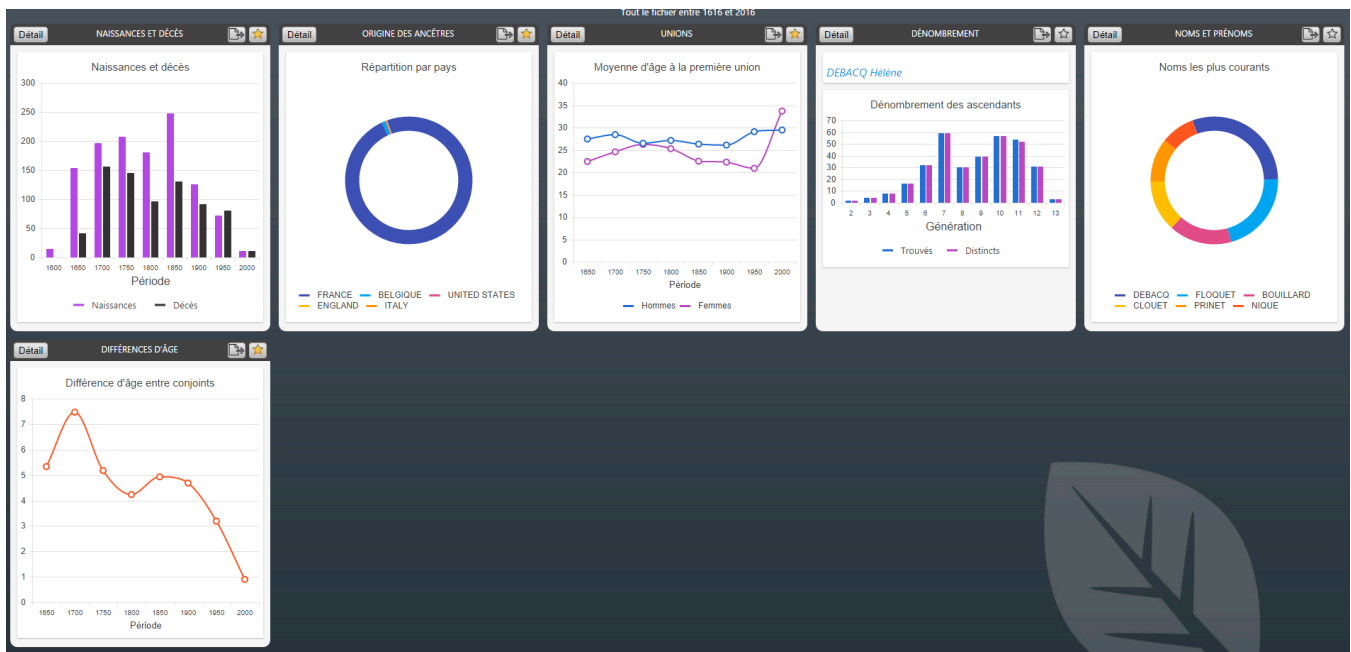 Tout le fichier entre 1616 et 2016
Détail NAISSANCES ET DÉCÈS
Naissances et décès
300
250
200
150
100
50
0
1600 1650 1700 1750 1800 1850 1900 1950 2000
Période
Naissances Décès
Détail ORIGINE DES ANCÊTRES
Répartition par pays
FRANCE BELGIQUE UNITED STATES
ENGLAND ITALY
Détail UNIONS
Moyenne d'âge à la première union
40
35
30
25
20
15
10
5
0
1650 1700 1750 1800 1850 1900 1950 2000
Période
Hommes Femmes
Détail DÉNOMBREMENT
DEBACQ Hélène
Dénombrement des ascendants
70
60
50
40
30
20
10
0
2 3 4 5 6 7 8 9 10 11 12 13
Génération
Trouvés Distincts
Détail NOMS ET PRÉNOMS
Noms les plus courants
DEBACQ FLOQUET BOUILLARD
CLOUET PRINET NIQUE
Détail DIFFÉRENCES D'ÂGE
Différence d'âge entre conjoints
8
7
6
5
4
3
2
1
0
1650 1700 1750 1800 1850 1900 1950 2000
Période